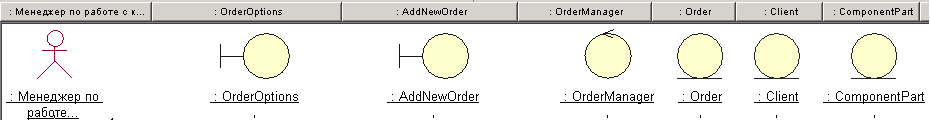 : Менеджер по работе с к...
: OrderOptions
: AddNewOrder
: OrderManager
: Order
: Client
: ComponentPart
: Менеджер по
работе...
: OrderOptions
: AddNewOrder
: OrderManager
: Order
: Client
: ComponentPart